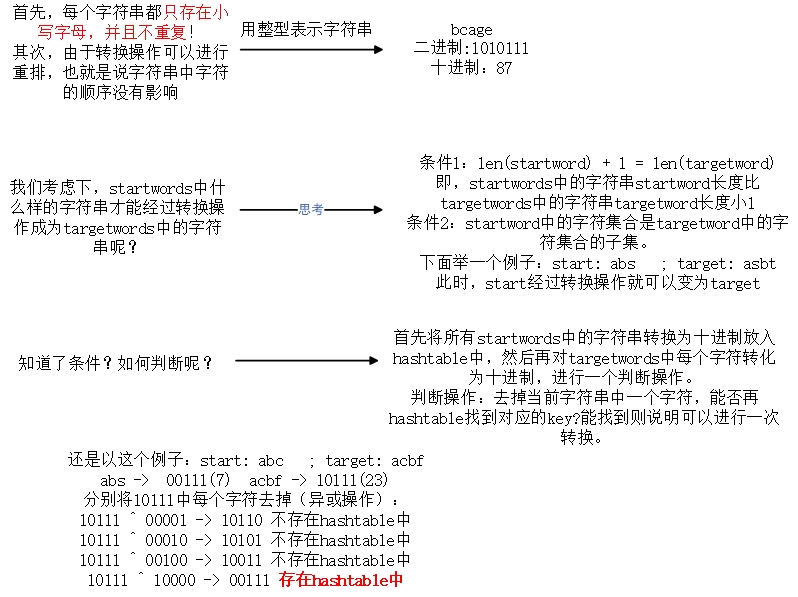 首先，每个字符串都只存在小
写字母，并且不重复！
其次，由于转换操作可以进行
重排，也就是说字符串中字符
的顺序没有影响
用整型表示字符串
bcage
二进制:1010111
十进制：87
我们考虑下，startwords中什
么样的字符串才能经过转换操
作成为targetwords中的字符
串呢？
思考
条件1：len(startword) + 1 = len(targetword)
即，startwords中的字符串startword长度比
targetwords中的字符串targetword长度小1
条件2：startword中的字符集合是targetword中的字
符集合的子集。
下面举一个例子：start: abs ; target: asbt
此时，start经过转换操作就可以变为target
知道了条件？如何判断呢？
首先将所有startwords中的字符串转换为十进制放入
hashtable中，然后再对targetwords中每个字符转化
为十进制，进行一个判断操作。
判断操作：去掉当前字符串中一个字符，能否再
hashtable找到对应的key?能找到则说明可以进行一次
转换。
还是以这个例子：start: abc ; target: acbf
abs -> 00111(7) acbf -> 10111(23)
分别将10111中每个字符去掉（异或操作）：
10111 ^ 00001 -> 10110 不存在hashtable中
10111 ^ 00010 -> 10101 不存在hashtable中
10111 ^ 00100 -> 10011 不存在hashtable中
10111 ^ 10000 -> 00111 存在hashtable中